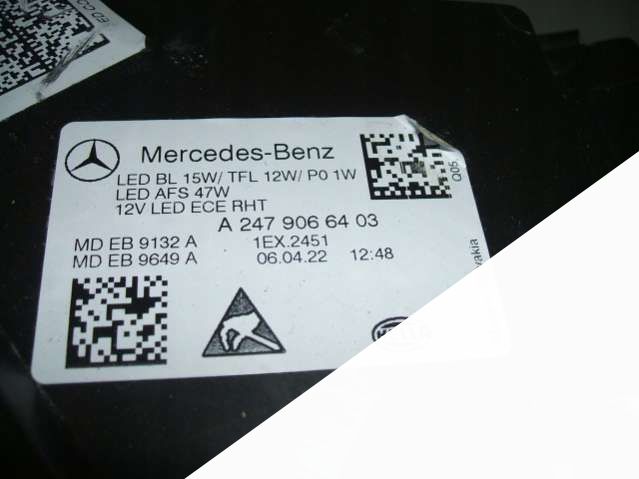 Mercedes-Benz
LED BL 15W/ TFL 12W/ P0 1W
LED AFS 47W
12V LED ECE RHT
A 247 906 64 03
MD EB 9132 A 1EX.2451
MD EB 9649 A 06.04.22 12:48
Q05